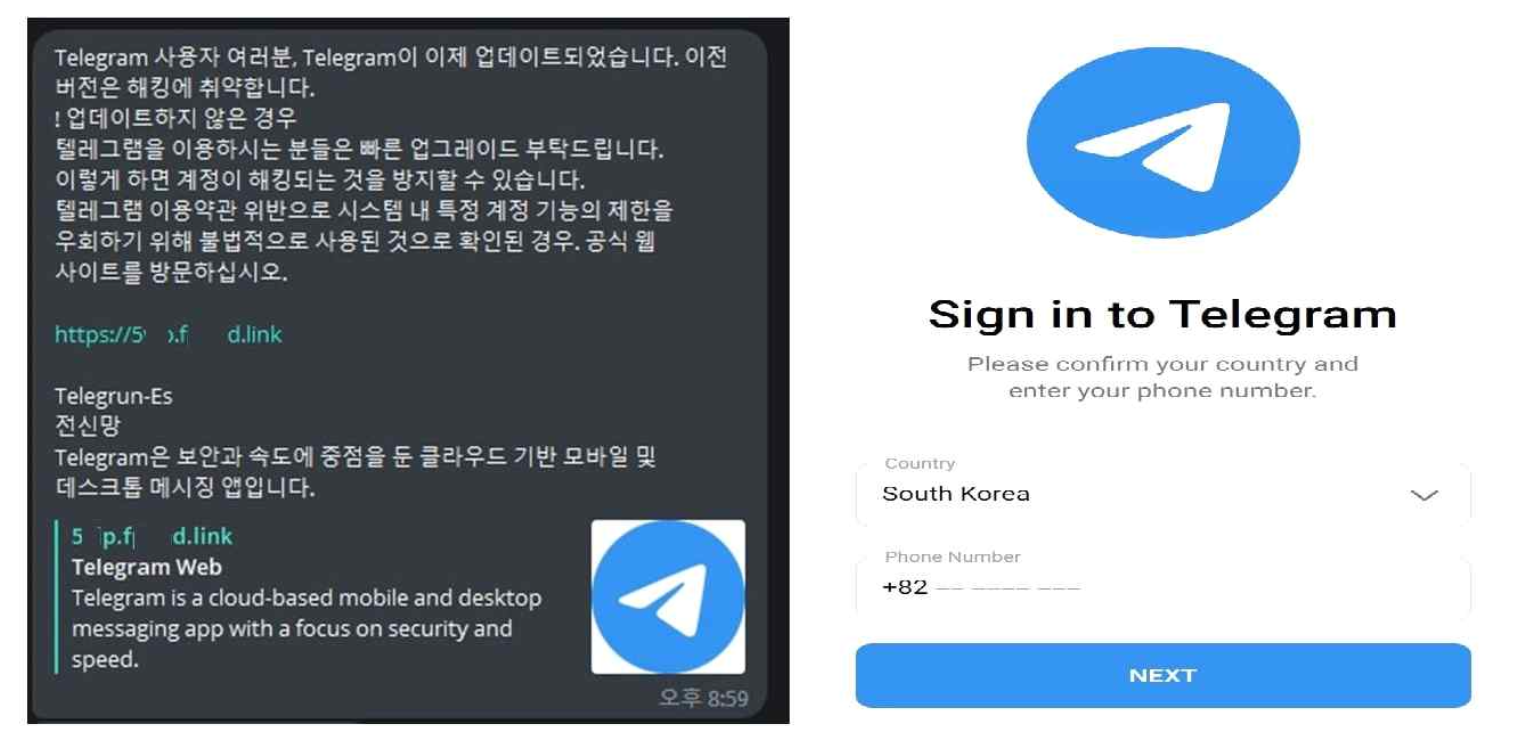 Telegram 사용자 여러분, Telegram이 이제 업데이트되었습니다. 이전
버전은 해킹에 취약합니다.
! 업데이트하지 않은 경우
텔레그램을 이용하시는 분들은 빠른 업그레이드 부탁드립니다.
이렇게 하면 계정이 해킹되는 것을 방지할 수 있습니다.
텔레그램 이용약관 위반으로 시스템 내 특정 계정 기능의 제한을
우회하기 위해 불법적으로 사용된 것으로 확인된 경우. 공식 웹
사이트를 방문하십시오.
https://5 .f d.link
Telegrun-Es
전신망
Telegram은 보안과 속도에 중점을 둔 클라우드 기반 모바일 및
데스크톱 메시징 앱입니다.
5 p.f d.link
Telegram Web
Telegram is a cloud-based mobile and desktop
messaging app with a focus on security and
speed.
오후 8:59
Sign in to Telegram
Please confirm your country and
enter your phone number.
Country
South Korea
Phone Number
+82
NEXT